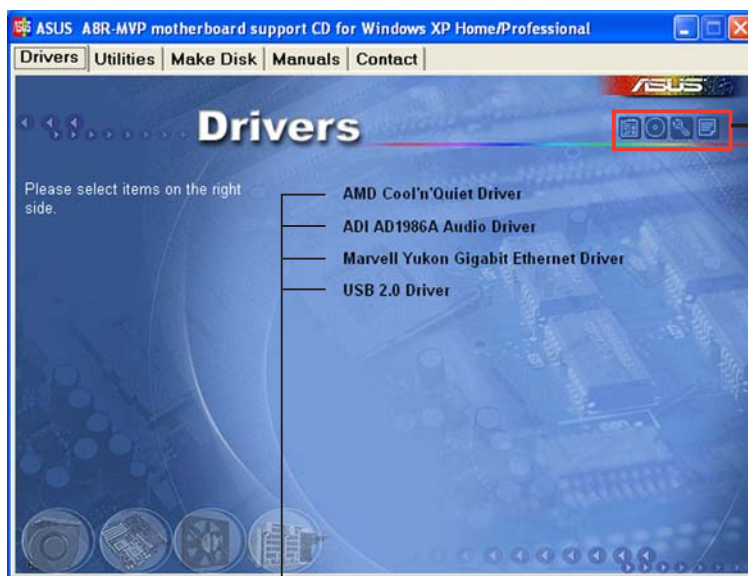 ASUS A8R-MVP motherboard support CD for Windows XP Home/Professional
Drivers Utilities Make Disk Manuals Contact
ASUS
Drivers
Please select items on the right
side.
AMD Cool'n'Quiet Driver
ADI AD1986A Audio Driver
Marvell Yukon Gigabit Ethernet Driver
USB 2.0 Driver